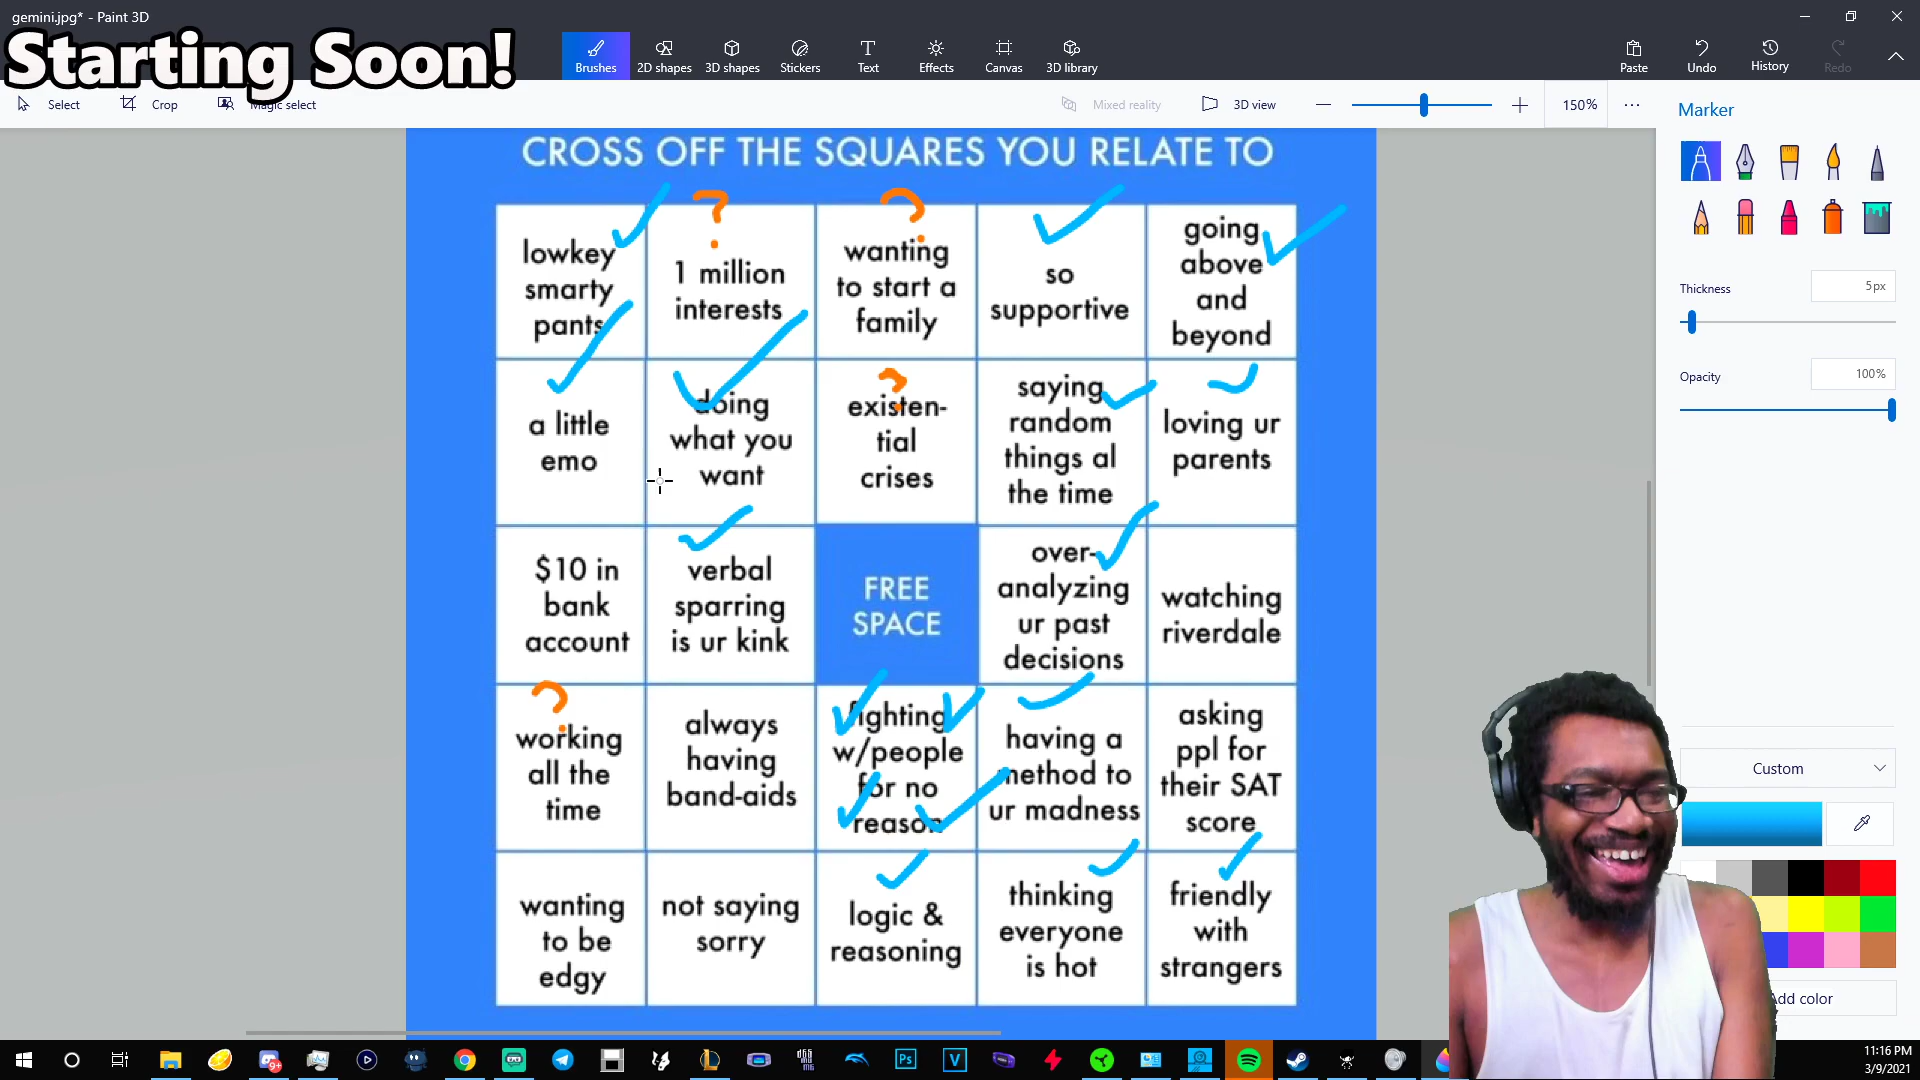 gemini.jpg* - Paint 3D
Starting Soon!
Brushes
2D shapes
3D shapes
Stickers
Text
Effects
Canvas
3D library
Paste
Undo
History
Redo
Select
Crop
Magic select
Mixed reality
3D view
150%
Marker
Thickness
5px
Opacity
100%
Custom
Add color
CROSS OFF THE SQUARES YOU RELATE TO
lowkey
smarty
pants
?
1 million
interests
?
wanting
to start a
family
so
supportive
going
above
and
beyond
a little
emo
doing
what you
want
?
existen-
tial
crises
saying
random
things al
the time
loving ur
parents
$10 in
bank
account
verbal
sparring
is ur kink
FREE
SPACE
over-
analyzing
ur past
decisions
watching
riverdale
?
working
all the
time
always
having
band-aids
fighting
w/people
for no
reason
having a
method to
ur madness
asking
ppl for
their SAT
score
wanting
to be
edgy
not saying
sorry
logic &
reasoning
thinking
everyone
is hot
friendly
with
strangers
9+
Ps
V
11:16 PM
3/9/2021